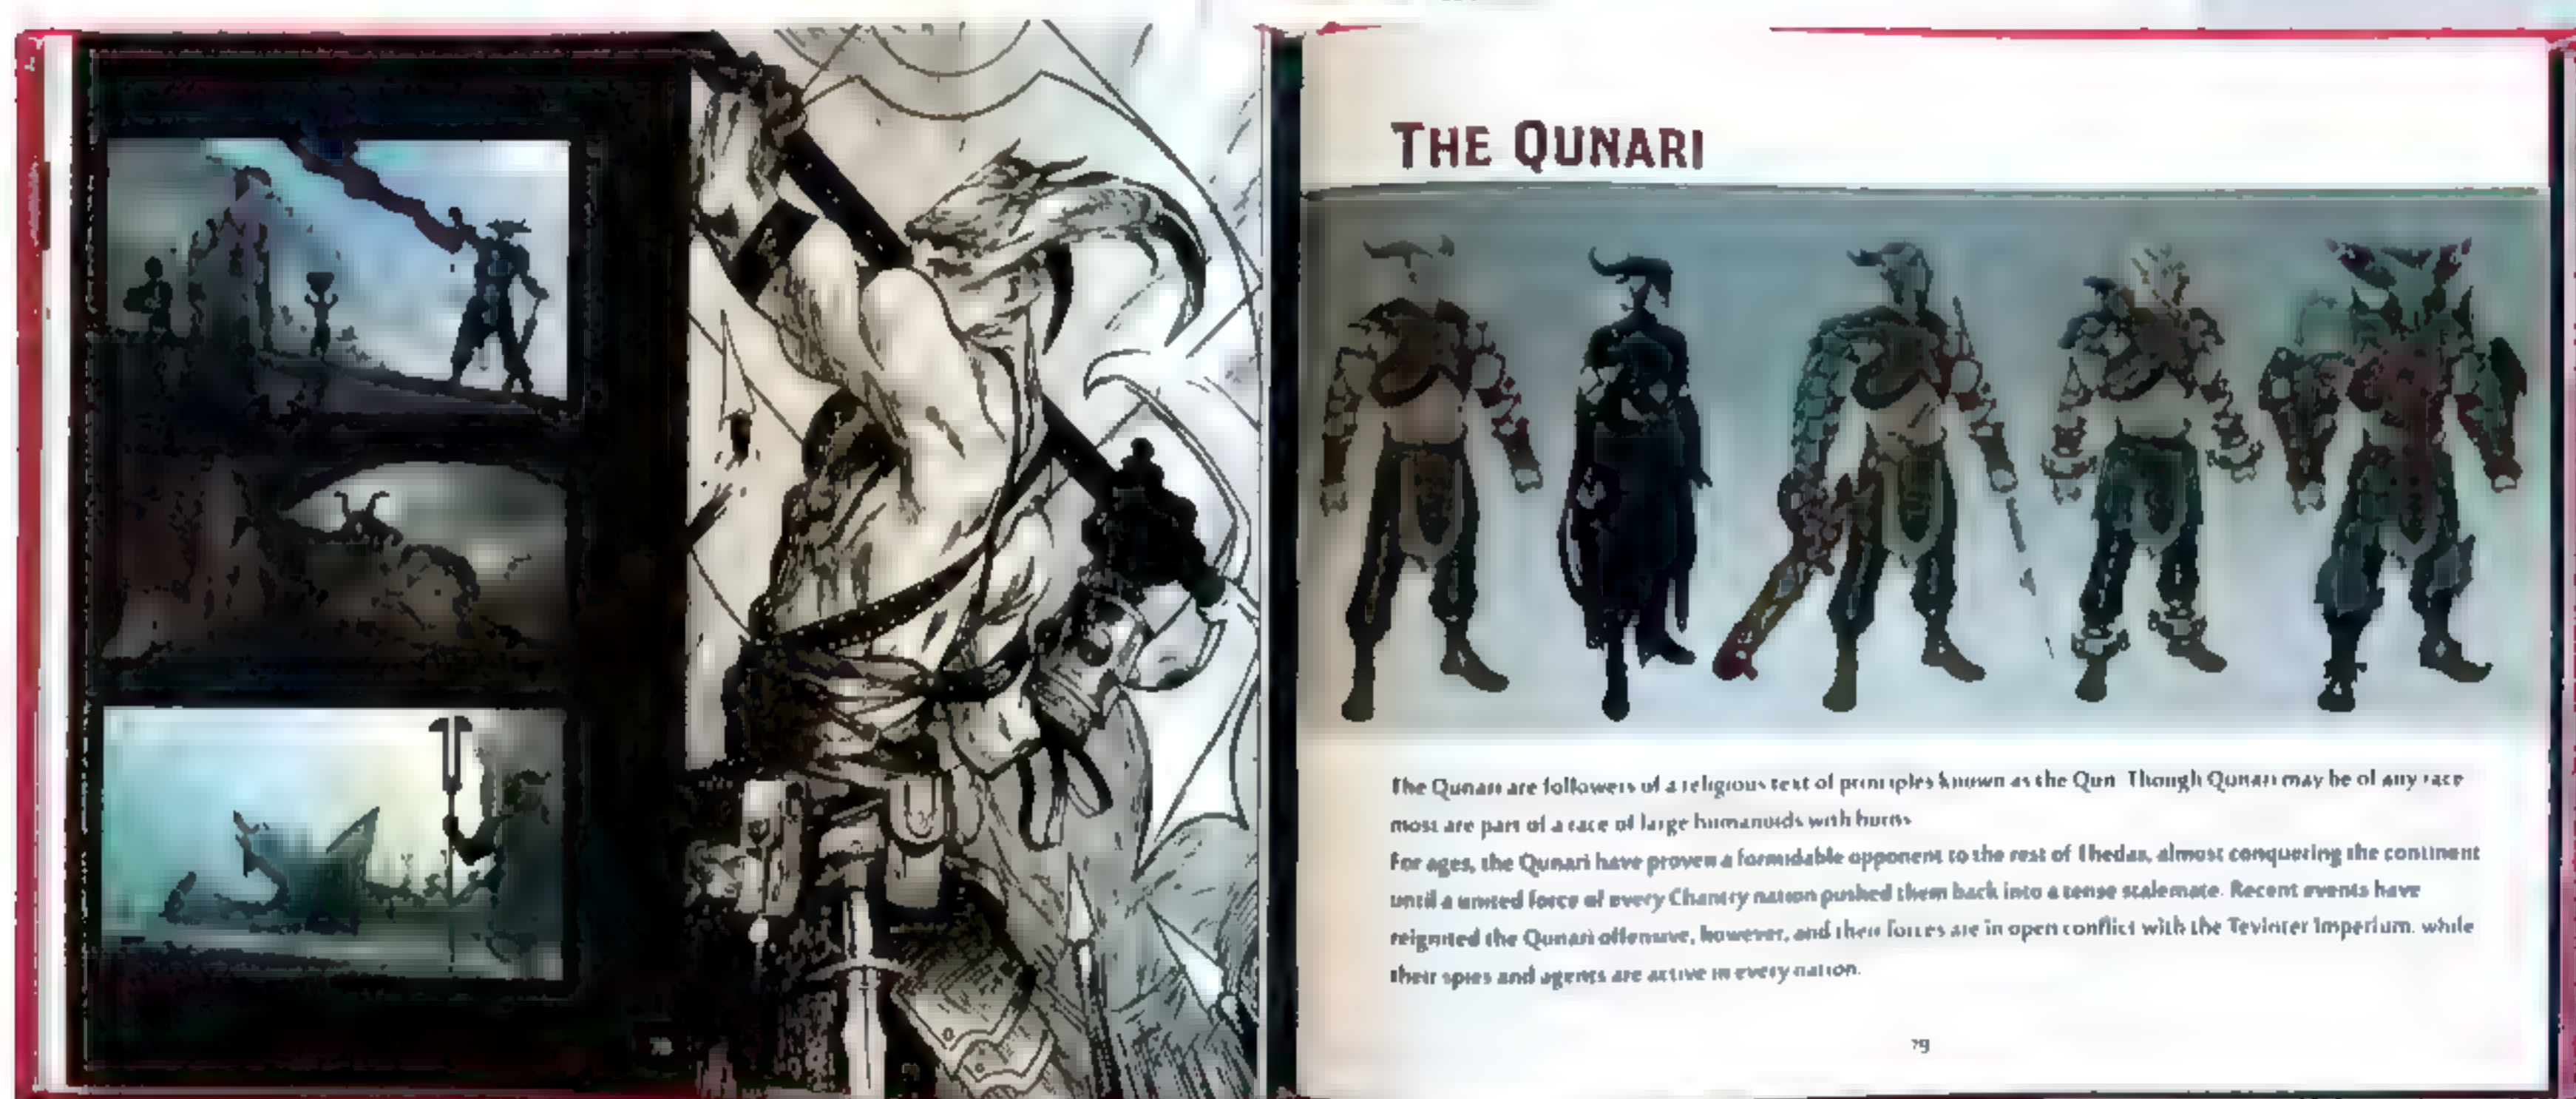 THE QUNARI
The Qunari are followers of a religious text of principles known as the Qun. Though Qunari may be of any race
most are part of a race of large humanoids with horns
For ages, the Qunari have proven a formidable opponent to the rest of Thedas, almost conquering the continent
until a united force of every Chantry nation pushed them back into a tense stalemate. Recent events have
reignited the Qunari offensive, however, and their forces are in open conflict with the Tevinter Imperium, while
their spies and agents are active in every nation.